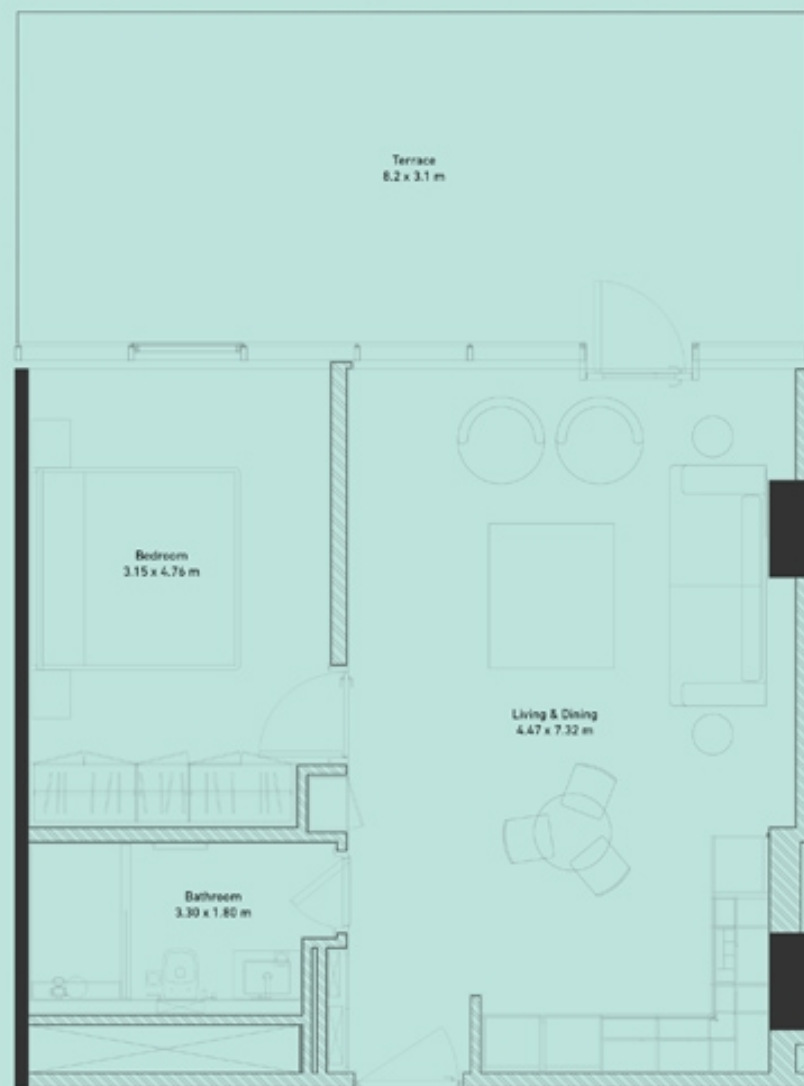 Terrace
8.2 x 3.1 m
Bedroom
3.15 x 4.76 m
Living & Dining
4.47 x 7.32 m
Bathroom
3.30 x 1.80 m